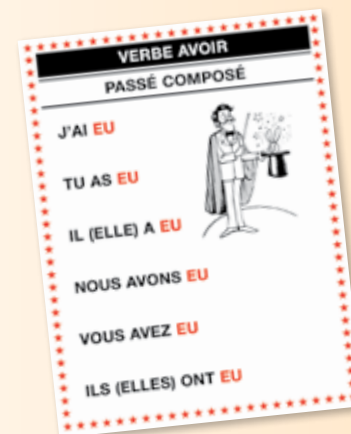 VERBE AVOIR
PASSÉ COMPOSÉ
J'AI EU
TU AS EU
IL (ELLE) A EU
NOUS AVONS EU
VOUS AVEZ EU
ILS (ELLES) ONT EU